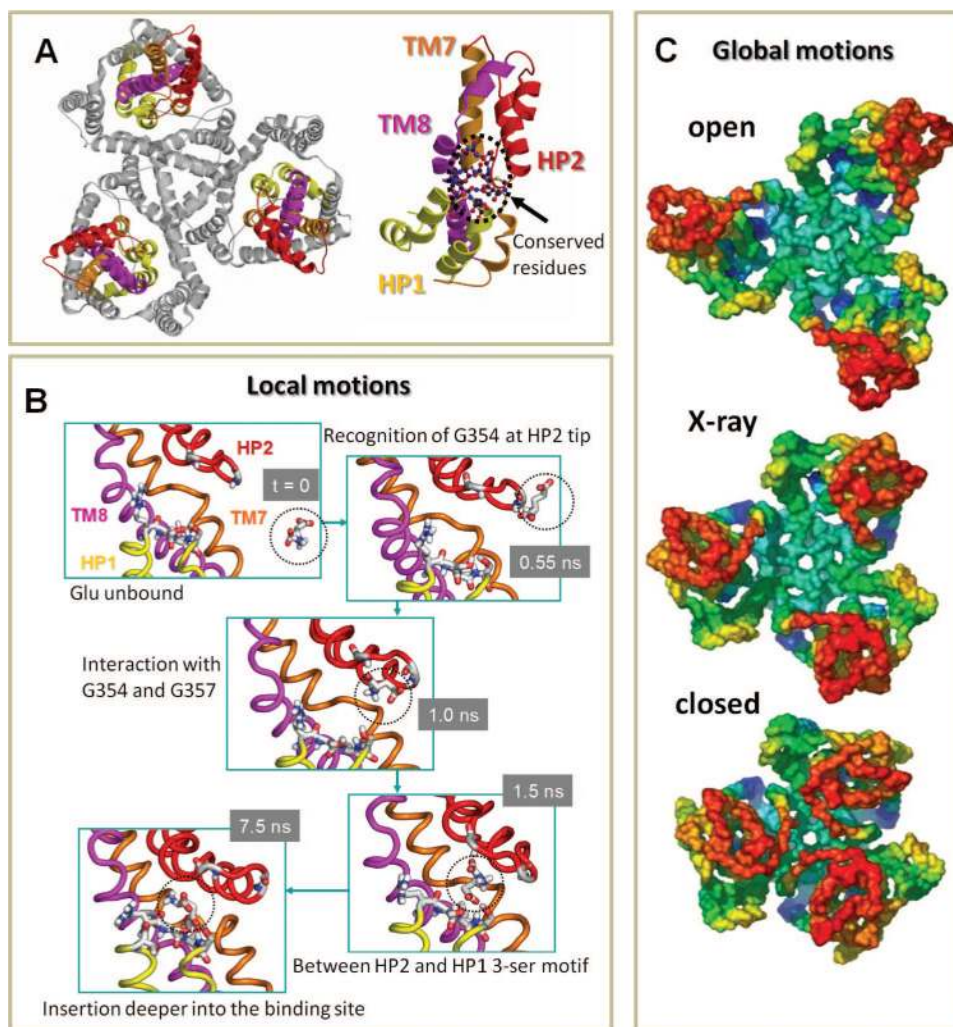 A
TM7
TM8
HP2
Conserved
residues
HP1
B
Local motions
HP2
t = 0
TM8
TM7
HP1
Glu unbound
Recognition of G354 at HP2 tip
0.55 ns
Interaction with
G354 and G357
1.0 ns
1.5 ns
Between HP2 and HP1 3-ser motif
7.5 ns
Insertion deeper into the binding site
C
Global motions
open
X-ray
closed